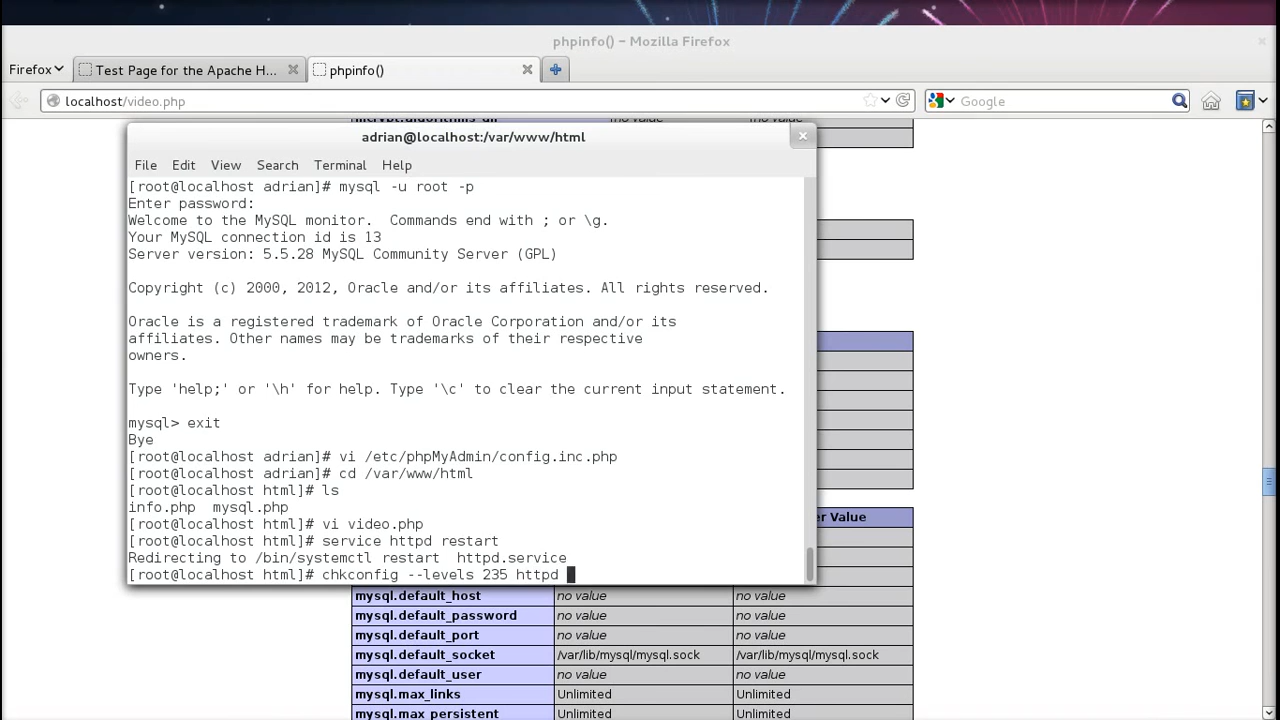 phpinfo() - Mozilla Firefox
Firefox
Test Page for the Apache H...
phpinfo()
localhost/video.php
Google
no value no value
adrian@localhost:/var/www/html
File Edit View Search Terminal Help
[root@localhost adrian]# mysql -u root -p
Enter password:
Welcome to the MySQL monitor.  Commands end with ; or \g.
Your MySQL connection id is 13
Server version: 5.5.28 MySQL Community Server (GPL)
Copyright (c) 2000, 2012, Oracle and/or its affiliates. All rights reserved.
Oracle is a registered trademark of Oracle Corporation and/or its
affiliates. Other names may be trademarks of their respective
owners.
Type 'help;' or '\h' for help. Type '\c' to clear the current input statement.
mysql> exit
Bye
[root@localhost adrian]# vi /etc/phpMyAdmin/config.inc.php
[root@localhost adrian]# cd /var/www/html
[root@localhost html]# ls
info.php  mysql.php
[root@localhost html]# vi video.php
[root@localhost html]# service httpd restart
Redirecting to /bin/systemctl restart  httpd.service
[root@localhost html]# chkconfig --levels 235 httpd
er Value
mysql.default_host no value no value
mysql.default_password no value no value
mysql.default_port no value no value
mysql.default_socket /var/lib/mysql/mysql.sock /var/lib/mysql/mysql.sock
mysql.default_user no value no value
mysql.max_links Unlimited Unlimited
mysql.max_persistent Unlimited Unlimited